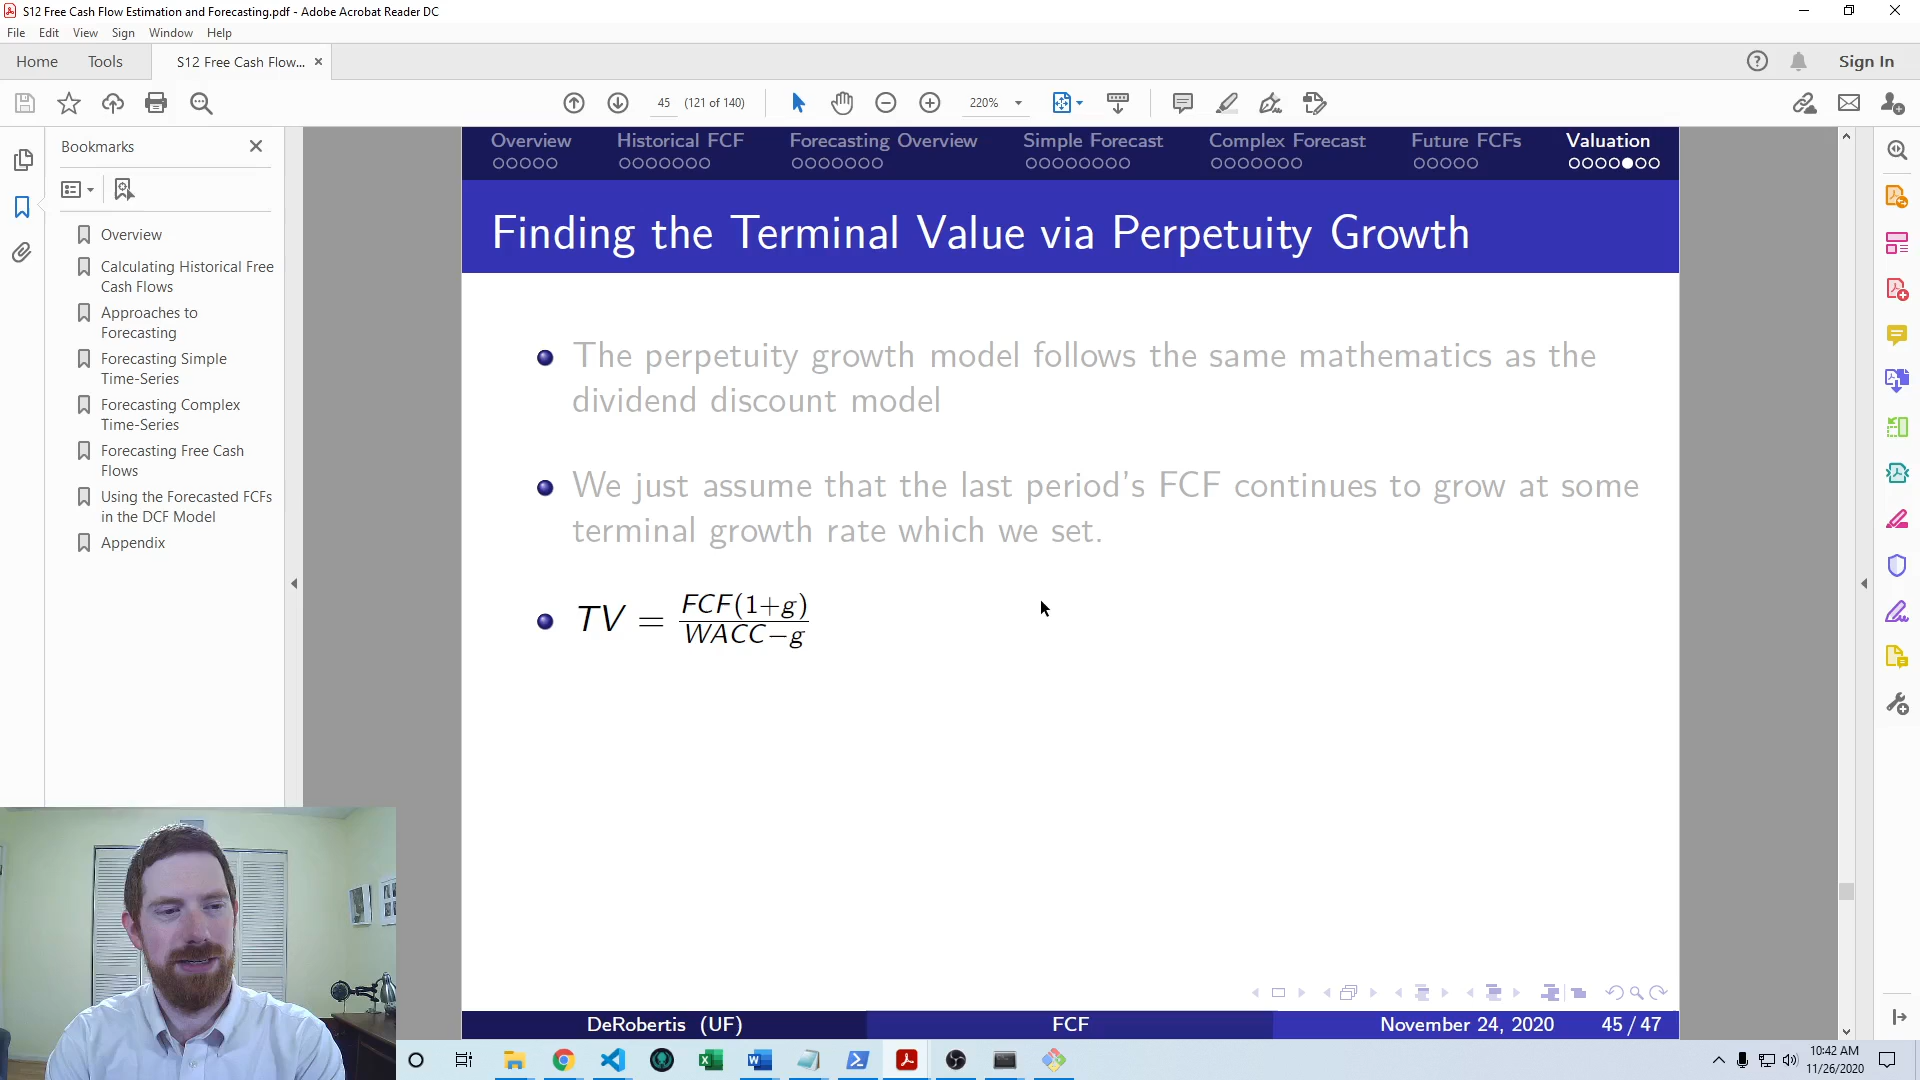 S12 Free Cash Flow Estimation and Forecasting.pdf - Adobe Acrobat Reader DC
File Edit View Sign Window Help
Home Tools S12 Free Cash Flow... × Sign In
45 (121 of 140) 220%
Bookmarks
Overview
Calculating Historical Free
Cash Flows
Approaches to
Forecasting
Forecasting Simple
Time-Series
Forecasting Complex
Time-Series
Forecasting Free Cash
Flows
Using the Forecasted FCFs
in the DCF Model
Appendix
Overview Historical FCF Forecasting Overview Simple Forecast Complex Forecast Future FCFs Valuation
Finding the Terminal Value via Perpetuity Growth
The perpetuity growth model follows the same mathematics as the
dividend discount model
We just assume that the last period's FCF continues to grow at some
terminal growth rate which we set.
TV = FCF(1+g) / WACC−g
DeRobertis (UF) FCF November 24, 2020 45 / 47
10:42 AM
11/26/2020